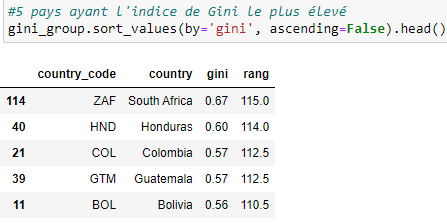 #5 pays ayant l'indice de Gini le plus élevé
gini_group.sort_values(by='gini', ascending=False).head()
country_code country gini rang
114 ZAF South Africa 0.67 115.0
40 HND Honduras 0.60 114.0
21 COL Colombia 0.57 112.5
39 GTM Guatemala 0.57 112.5
11 BOL Bolivia 0.56 110.5